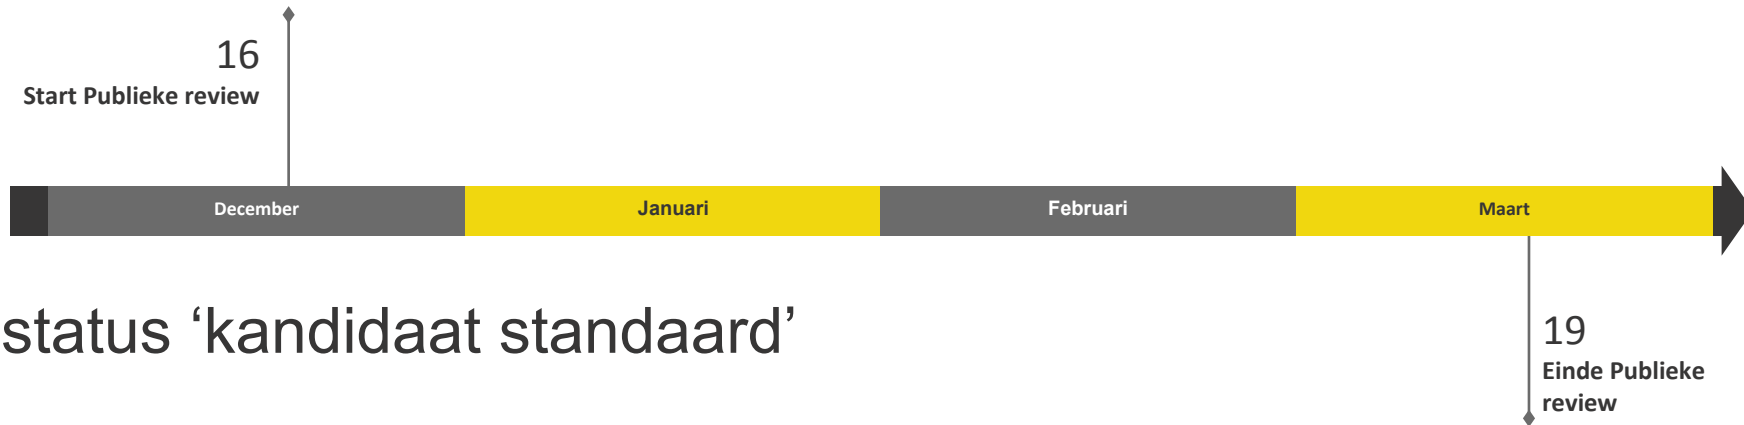 16
Start Publieke review
December
Januari
Februari
Maart
status ‘kandidaat standaard’
19
Einde Publieke
review